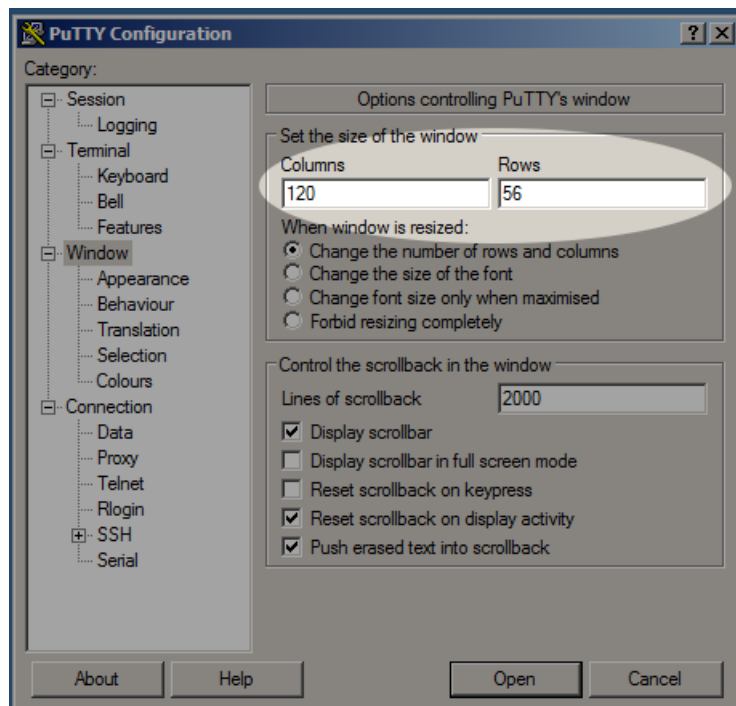 PuTTY Configuration
Category:
Session
Logging
Terminal
Keyboard
Bell
Features
Window
Appearance
Behaviour
Translation
Selection
Colours
Connection
Data
Proxy
Telnet
Rlogin
SSH
Serial
Options controlling PuTTY's window
Set the size of the window
Columns Rows
120 56
When window is resized:
Change the number of rows and columns
Change the size of the font
Change font size only when maximised
Forbid resizing completely
Control the scrollback in the window
Lines of scrollback 2000
Display scrollbar
Display scrollbar in full screen mode
Reset scrollback on keypress
Reset scrollback on display activity
Push erased text into scrollback
About Help Open Cancel